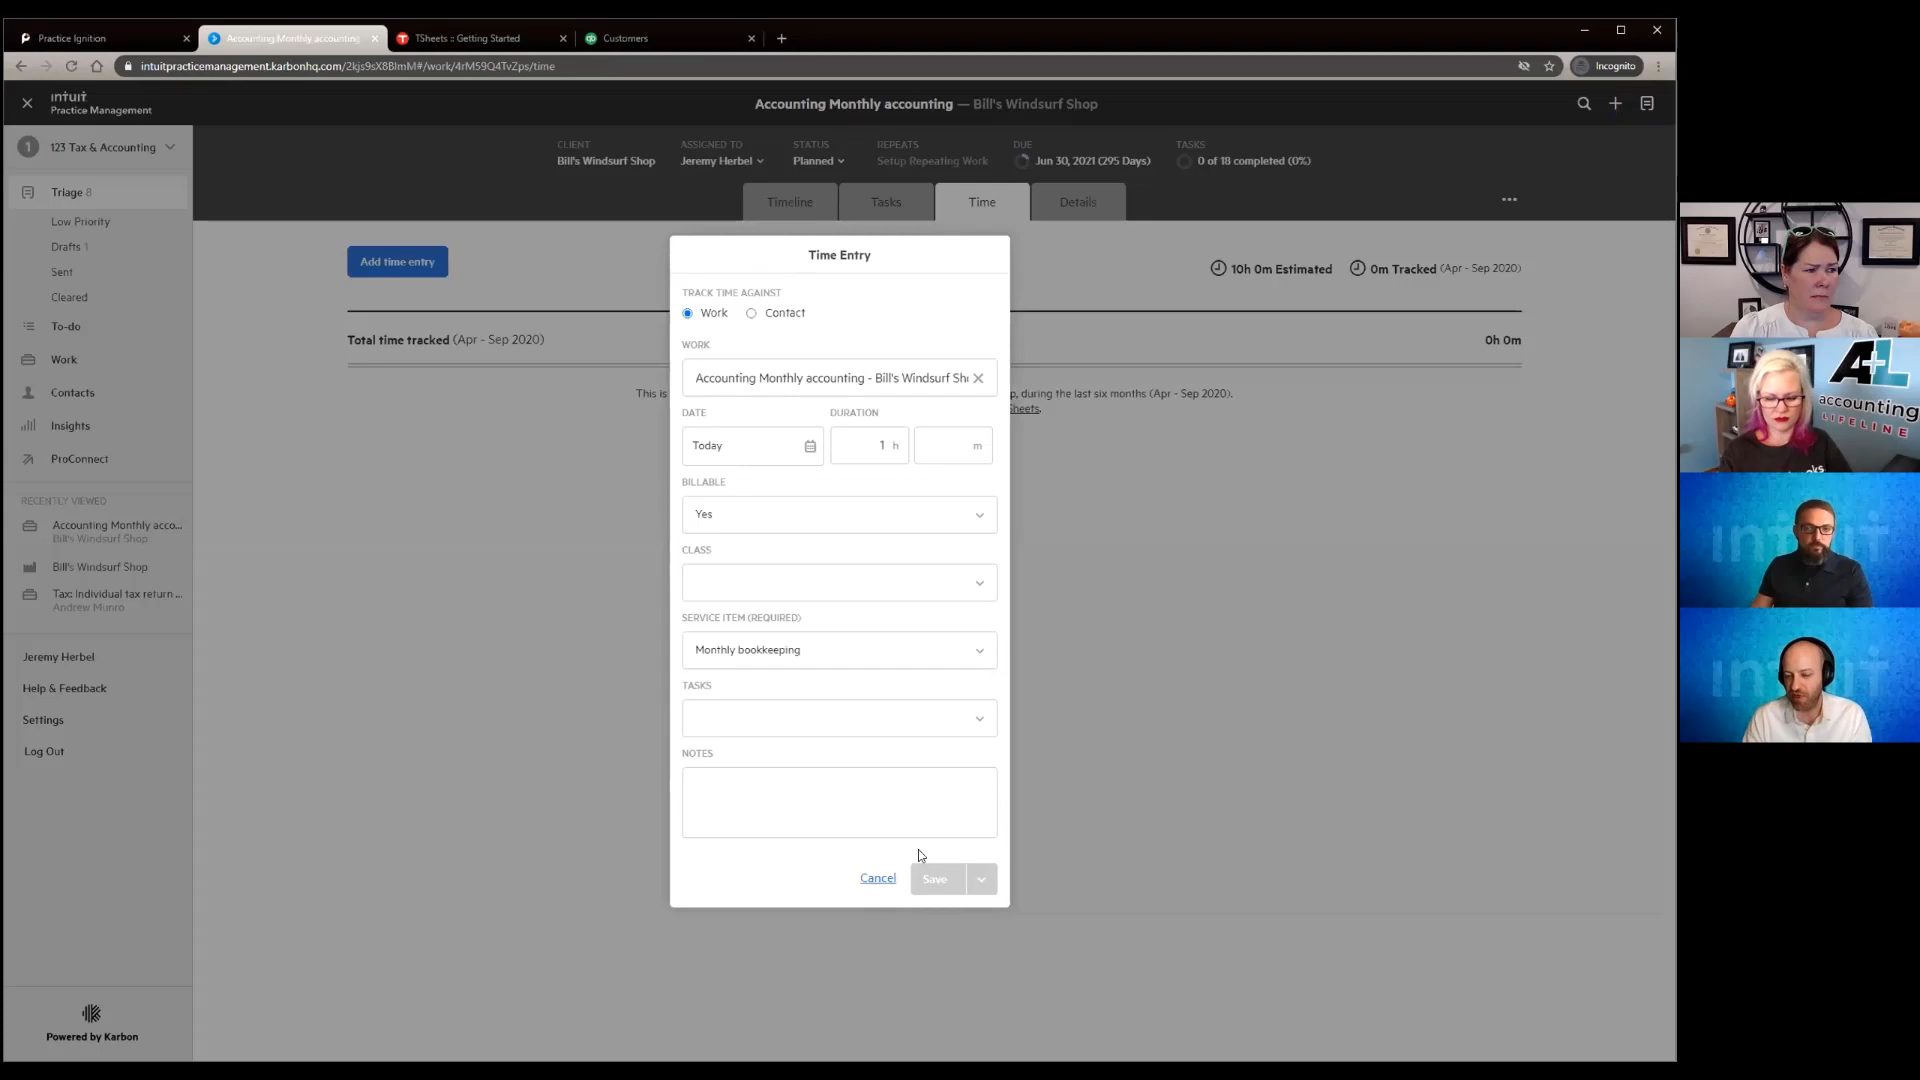 Practice Ignition
Accounting Monthly accounting
TSheets :: Getting Started
Customers
intuitpracticemanagement.karbonhq.com/2kjs9sX8BlmM#/work/4rM59Q4TvZps/time
Incognito
intuit
Practice Management
Accounting Monthly accounting — Bill's Windsurf Shop
1 123 Tax & Accounting
CLIENT
Bill's Windsurf Shop
ASSIGNED TO
Jeremy Herbel
STATUS
Planned
REPEATS
Setup Repeating Work
DUE
Jun 30, 2021 (295 Days)
TASKS
0 of 18 completed (0%)
Timeline
Tasks
Time
Details
Triage 8
Low Priority
Drafts 1
Sent
Cleared
To-do
Work
Contacts
Insights
ProConnect
RECENTLY VIEWED
Accounting Monthly acco...
Bill's Windsurf Shop
Bill's Windsurf Shop
Tax: Individual tax return ...
Andrew Munro
Jeremy Herbel
Help & Feedback
Settings
Log Out
Powered by Karbon
Add time entry
10h 0m Estimated
0m Tracked (Apr - Sep 2020)
Total time tracked (Apr - Sep 2020)
0h 0m
This is
p, during the last six months (Apr - Sep 2020).
Sheets.
Time Entry
TRACK TIME AGAINST
Work
Contact
WORK
Accounting Monthly accounting - Bill's Windsurf Sh
DATE
DURATION
Today
1 h
m
BILLABLE
Yes
CLASS
SERVICE ITEM (REQUIRED)
Monthly bookkeeping
TASKS
NOTES
Cancel
Save
A+L
accounting
LIFELINE
intuit
intuit